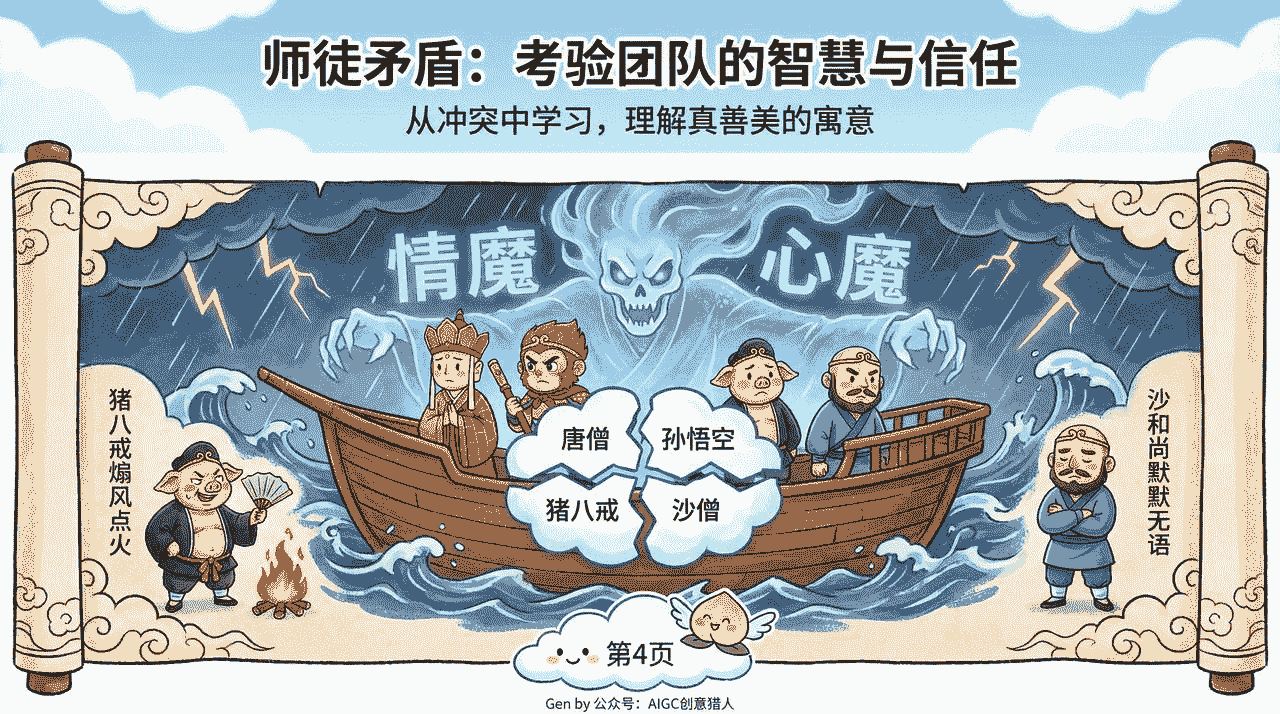 师徒矛盾：考验团队的智慧与信任
从冲突中学习，理解真善美的寓意
情魔
心魔
猪八戒煽风点火
唐僧
孙悟空
猪八戒
沙僧
沙和尚默默无语
第4页
Gen by 公众号：AIGC创意猎人